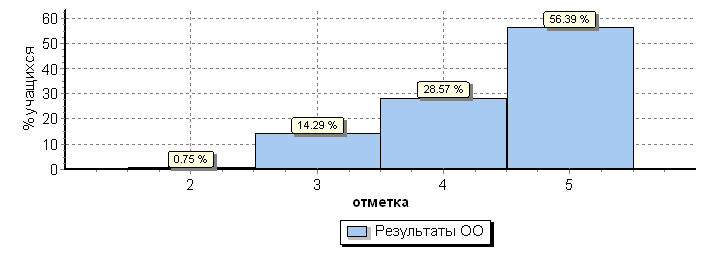 % учащихся
60
50
40
30
20
10
0
0.75 %
14.29 %
28.57 %
56.39 %
2 3 4 5
отметка
Результаты ОО